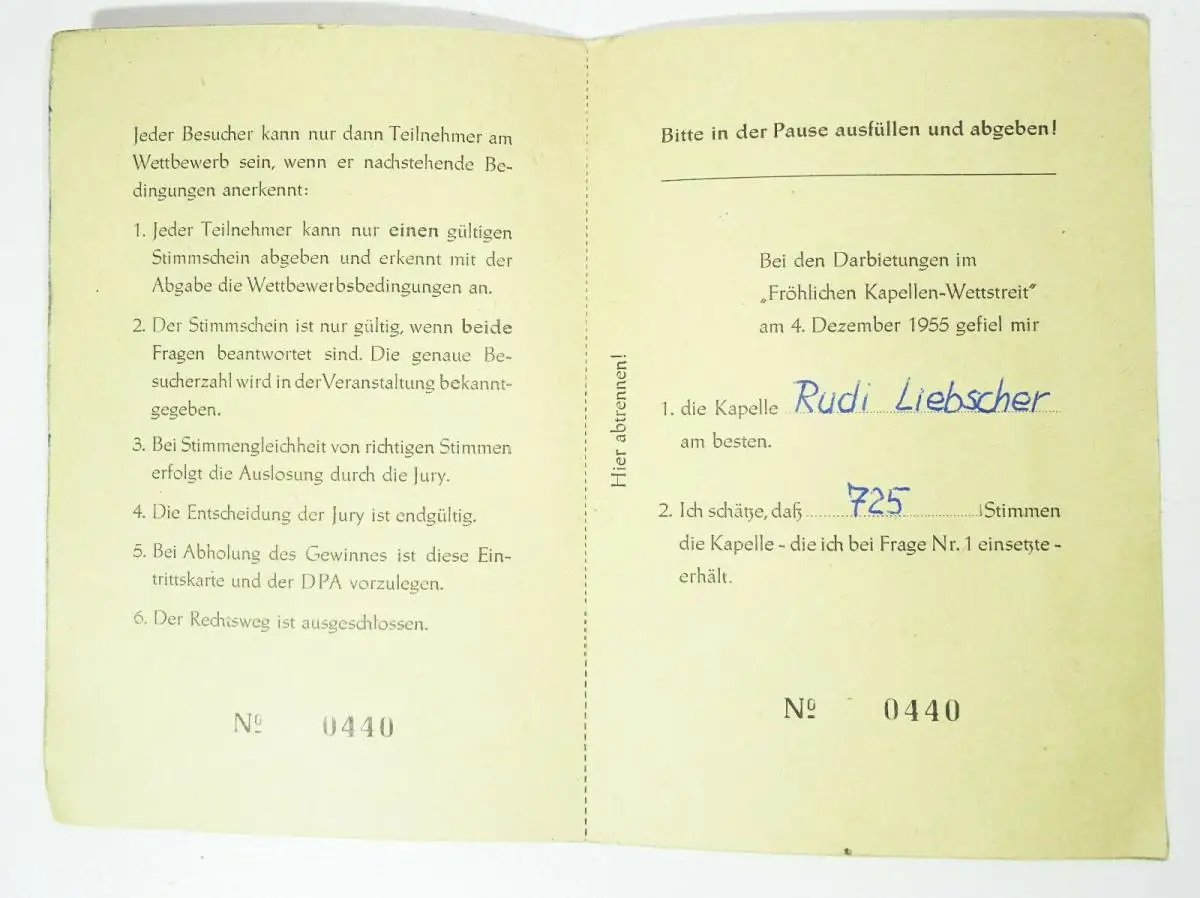 Jeder Besucher kann nur dann Teilnehmer am
Wettbewerb sein, wenn er nachstehende Be-
dingungen anerkennt:
1. Jeder Teilnehmer kann nur einen gültigen
Stimmschein abgeben und erkennt mit der
Abgabe die Wettbewerbsbedingungen an.
2. Der Stimmschein ist nur gültig, wenn beide
Fragen beantwortet sind. Die genaue Be-
sucherzahl wird in der Veranstaltung bekannt-
gegeben.
3. Bei Stimmengleichheit von richtigen Stimmen
erfolgt die Auslosung durch die Jury.
4. Die Entscheidung der Jury ist endgültig.
5. Bei Abholung des Gewinnes ist diese Ein-
trittskarte und der DPA vorzulegen.
6. Der Rechtsweg ist ausgeschlossen.
Nº 0440
Hier abtrennen!
Bitte in der Pause ausfüllen und abgeben!
Bei den Darbietungen im
„Fröhlichen Kapellen-Wettstreit"
am 4. Dezember 1955 gefiel mir
1. die Kapelle Rudi Liebscher
am besten.
2. Ich schätze, daß 725 Stimmen
die Kapelle - die ich bei Frage Nr. 1 einsetzte -
erhält.
Nº 0440